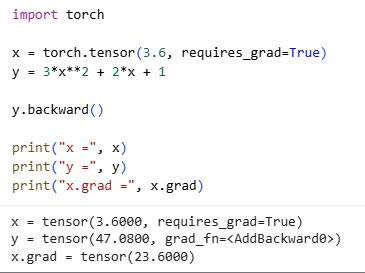 import torch
x = torch.tensor(3.6, requires_grad=True)
y = 3*x**2 + 2*x + 1
y.backward()
print("x =", x)
print("y =", y)
print("x.grad =", x.grad)
x = tensor(3.6000, requires_grad=True)
y = tensor(47.0800, grad_fn=<AddBackward0>)
x.grad = tensor(23.6000)